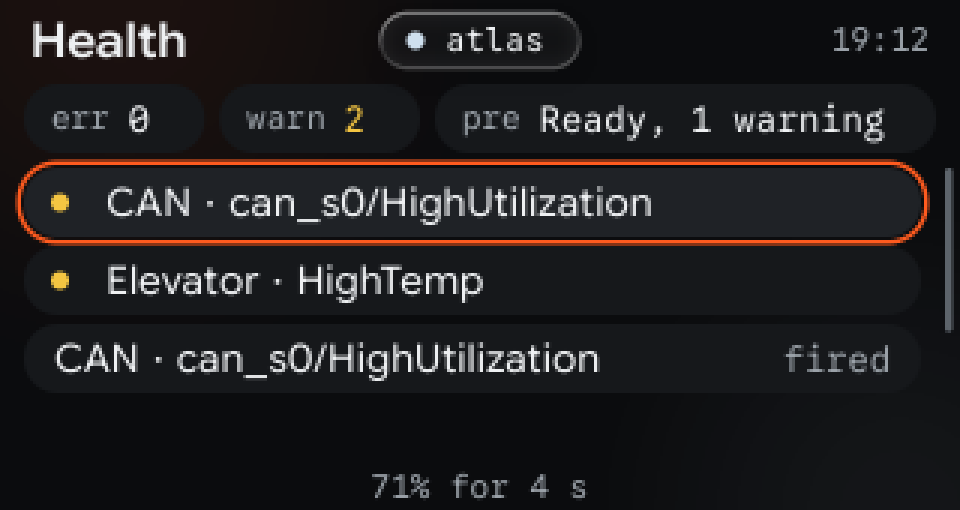 Health atlas 19:12
err 0 warn 2 pre Ready, 1 warning
CAN · can_s0/HighUtilization
Elevator · HighTemp
CAN · can_s0/HighUtilization fired
71% for 4 s